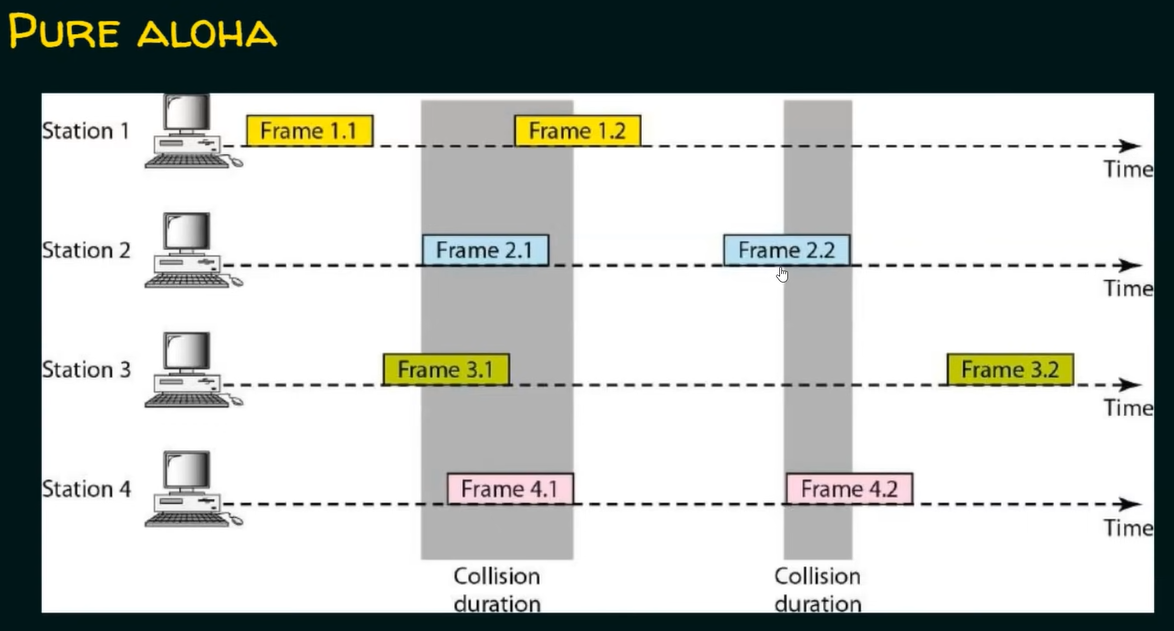 PURE ALOHA
Station 1
Frame 1.1
Frame 1.2
Time
Station 2
Frame 2.1
Frame 2.2
Time
Station 3
Frame 3.1
Frame 3.2
Time
Station 4
Frame 4.1
Frame 4.2
Time
Collision
duration
Collision
duration